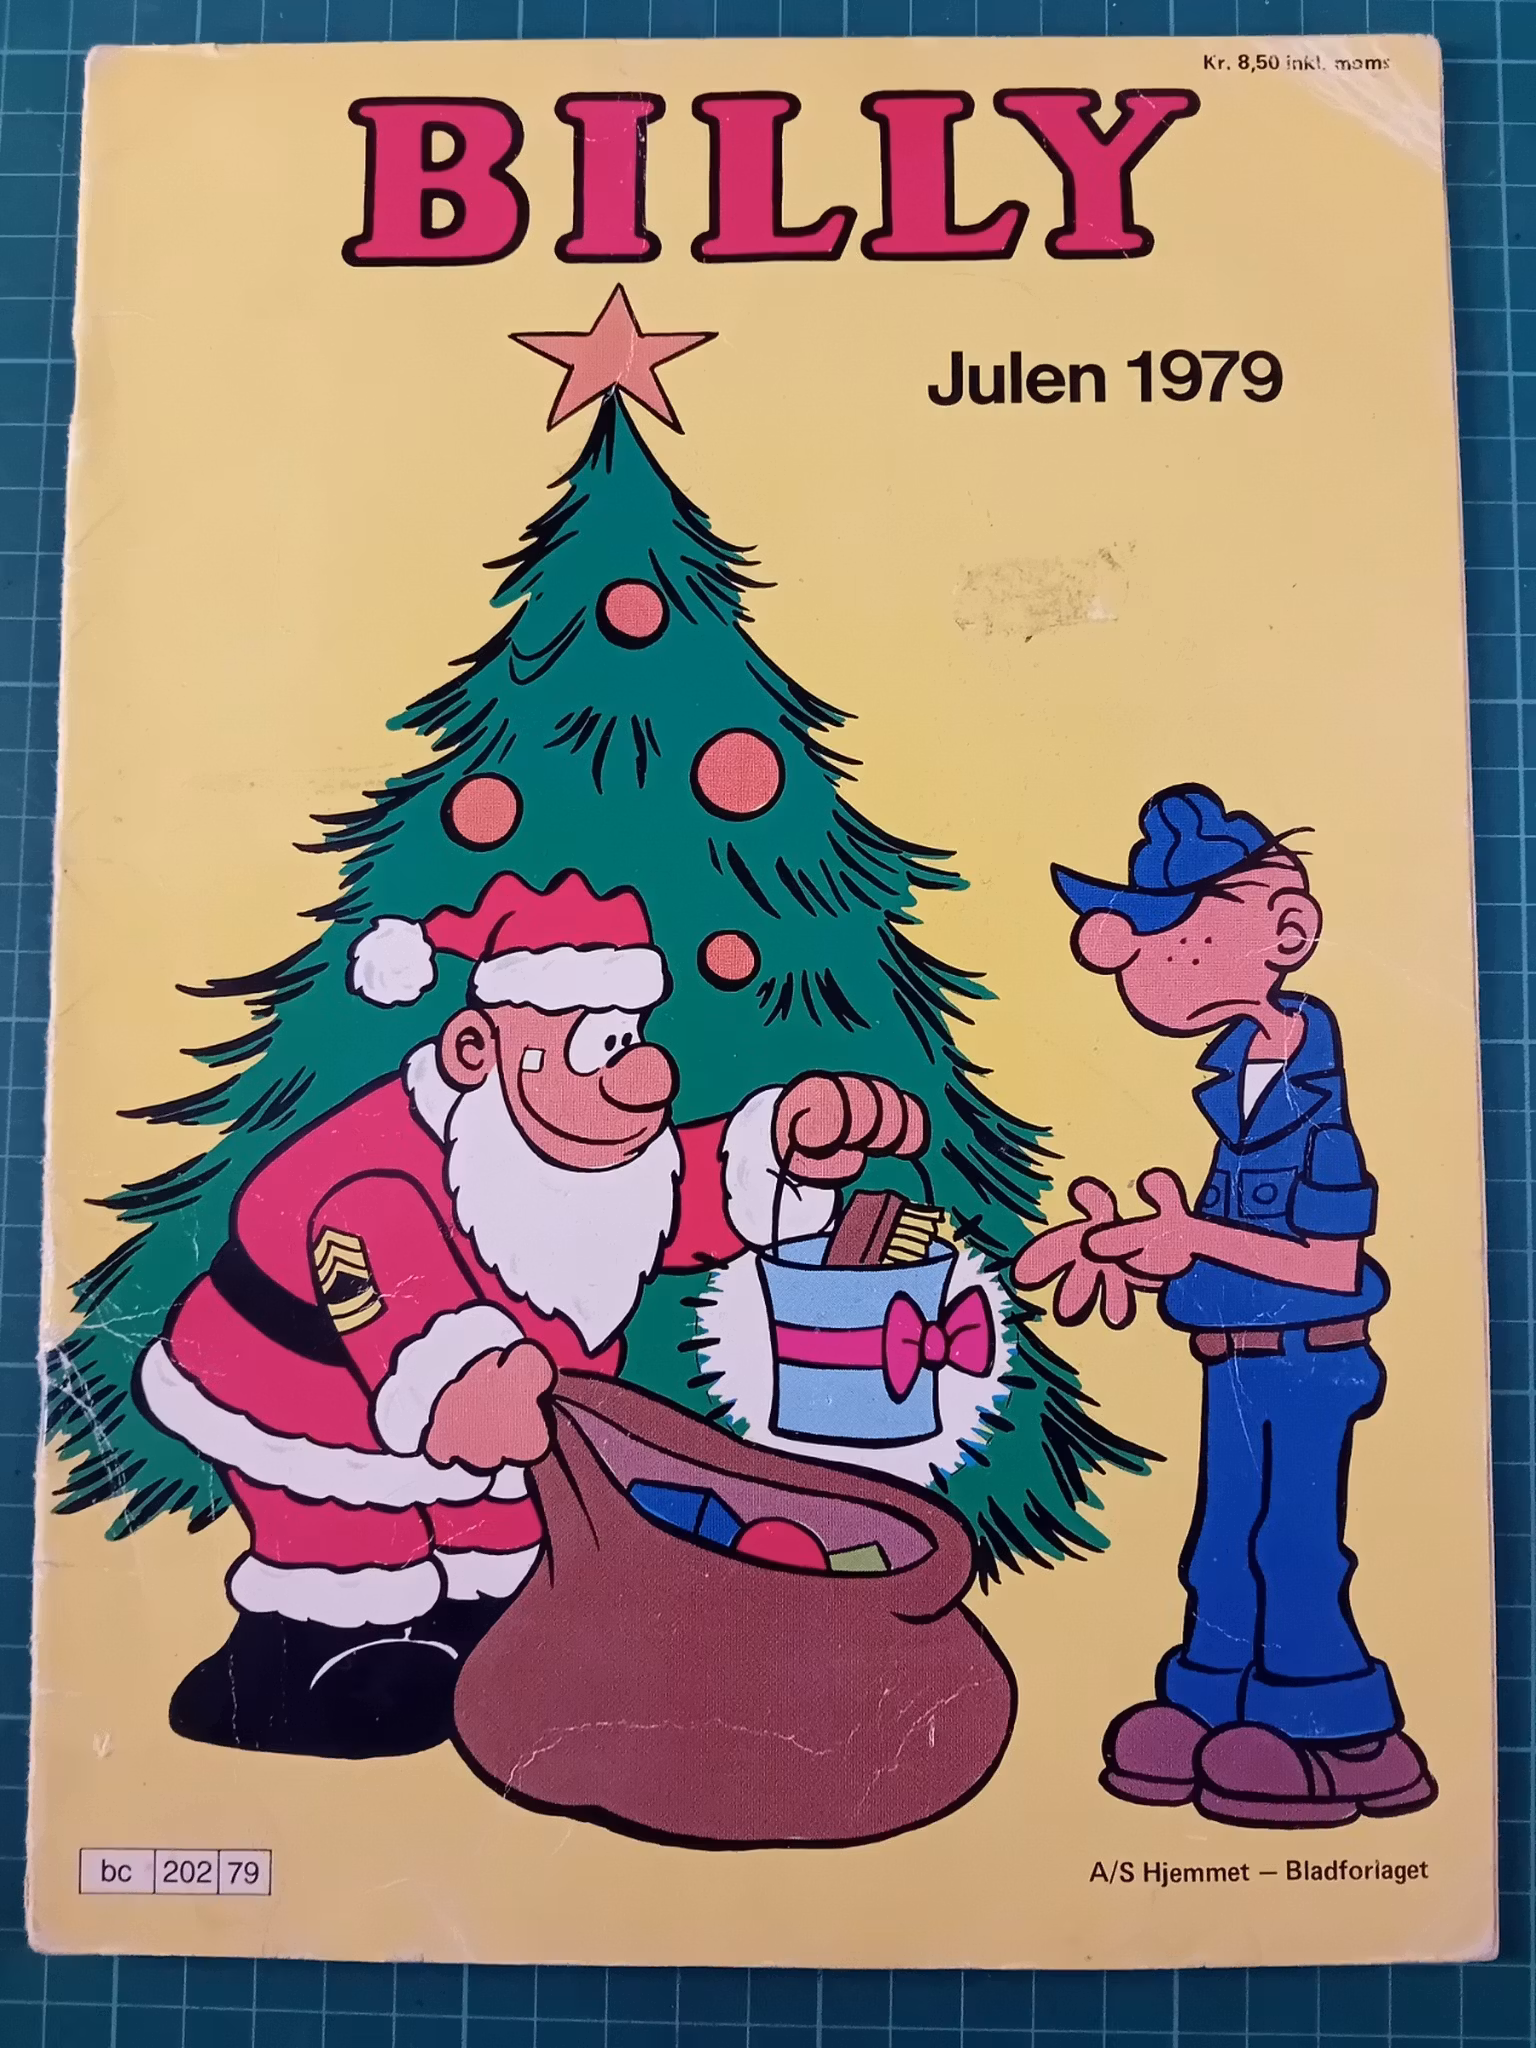 Kr. 8,50 inkl. moms
BILLY
Julen 1979
bc 202 79
A/S Hjemmet – Bladforlaget